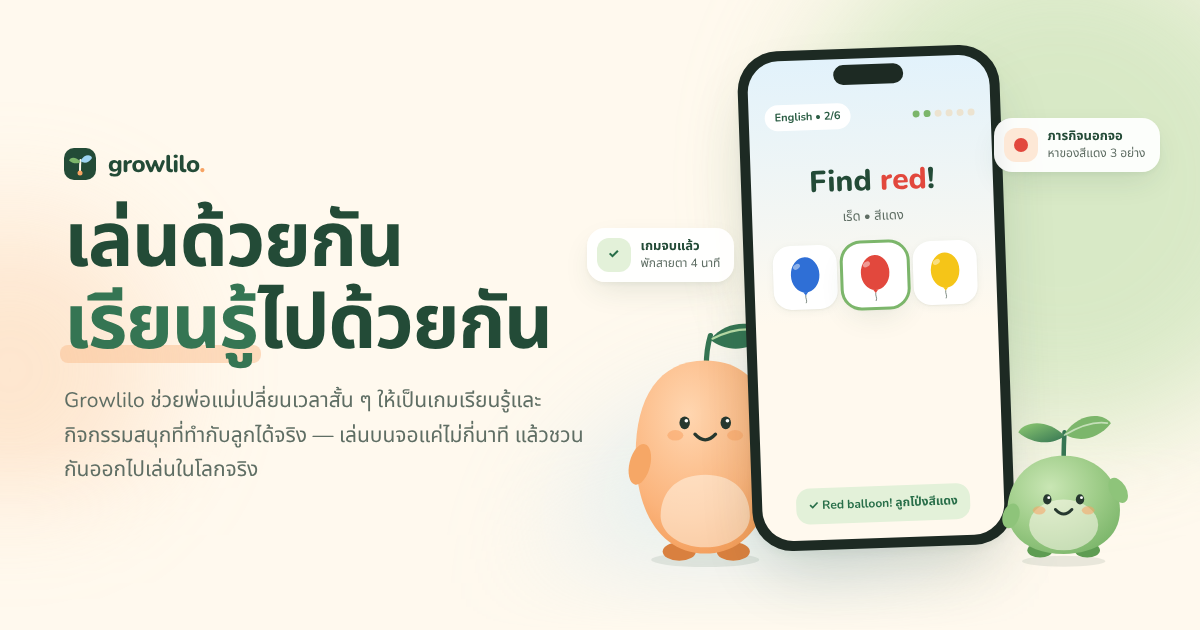 growlilo.
เล่นด้วยกัน
เรียนรู้ไปด้วยกัน
Growlilo ช่วยพ่อแม่เปลี่ยนเวลาสั้น ๆ ให้เป็นเกมเรียนรู้และ
กิจกรรมสนุกที่ทำกับลูกได้จริง — เล่นบนจอแค่ไม่กี่นาที แล้วชวน
กันออกไปเล่นในโลกจริง
เกมจบแล้ว
พักสายตา 4 นาที
English • 2/6
Find red!
เร็ด • สีแดง
✓ Red balloon! ลูกโป่งสีแดง
ภารกิจนอกจอ
หาของสีแดง 3 อย่าง